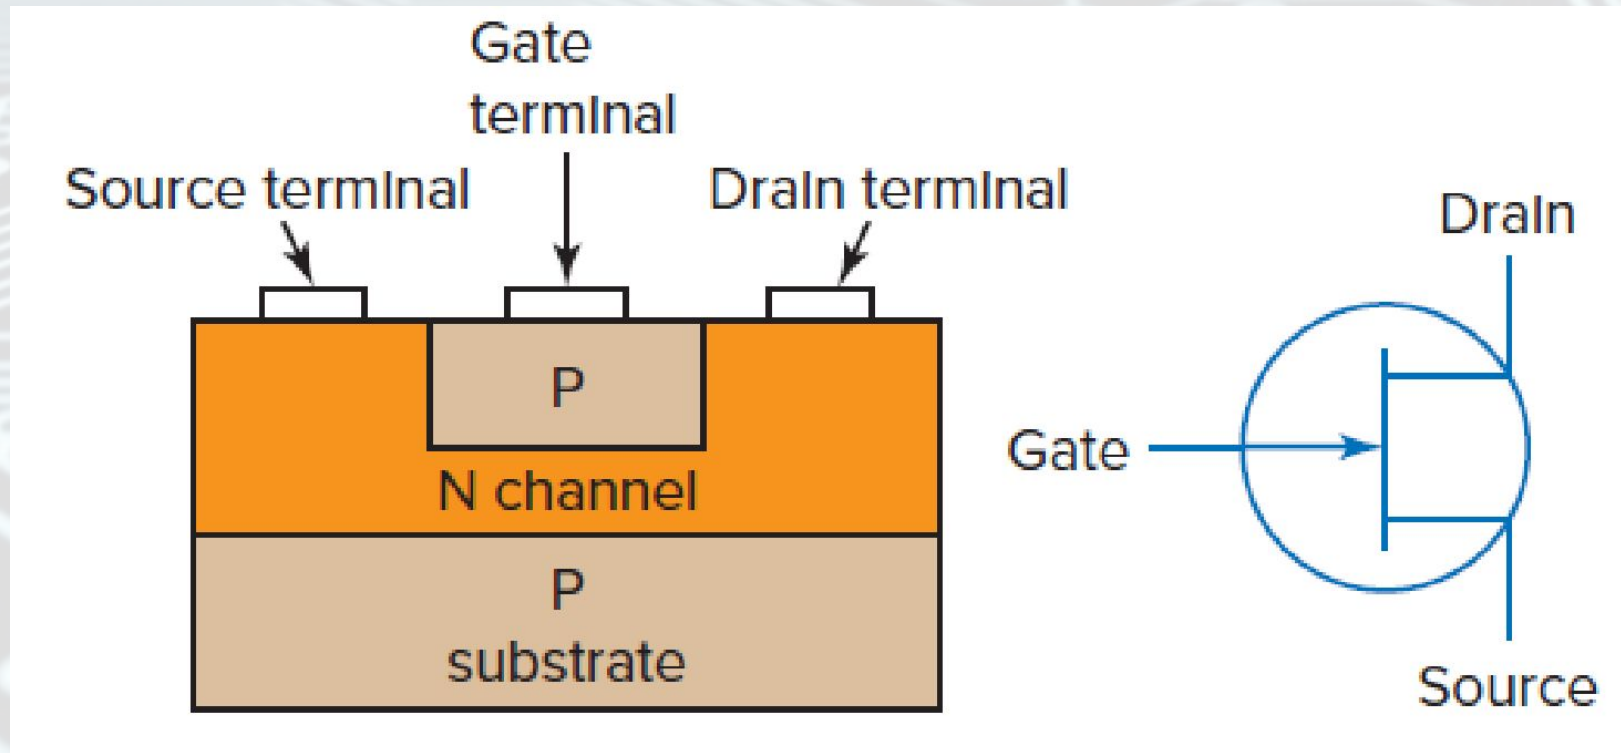 Gate
terminal
Source terminal
Drain terminal
P
N channel
P
substrate
Drain
Gate
Source